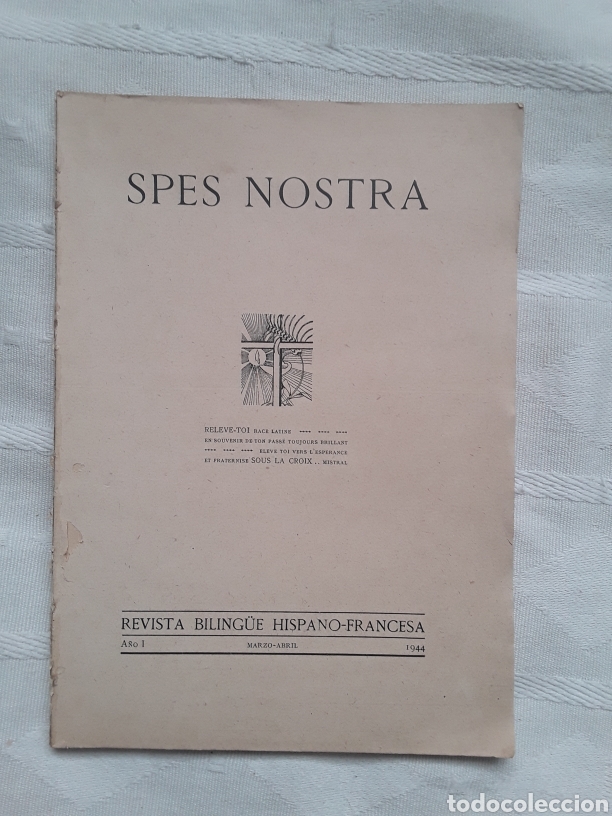 SPES NOSTRA
RELEVE-TOI RACE LATINE ---- ---- ----
EN SOUVENIR DE TON PASSÉ TOUJOURS BRILLANT
---- ---- ---- ELEVE TOI VERS L'ESPERANCE
ET FRATERNISE SOUS LA CROIX .. MISTRAL
REVISTA BILINGÜE HISPANO-FRANCESA
Año I MARZO-ABRIL 1944
todocoleccion